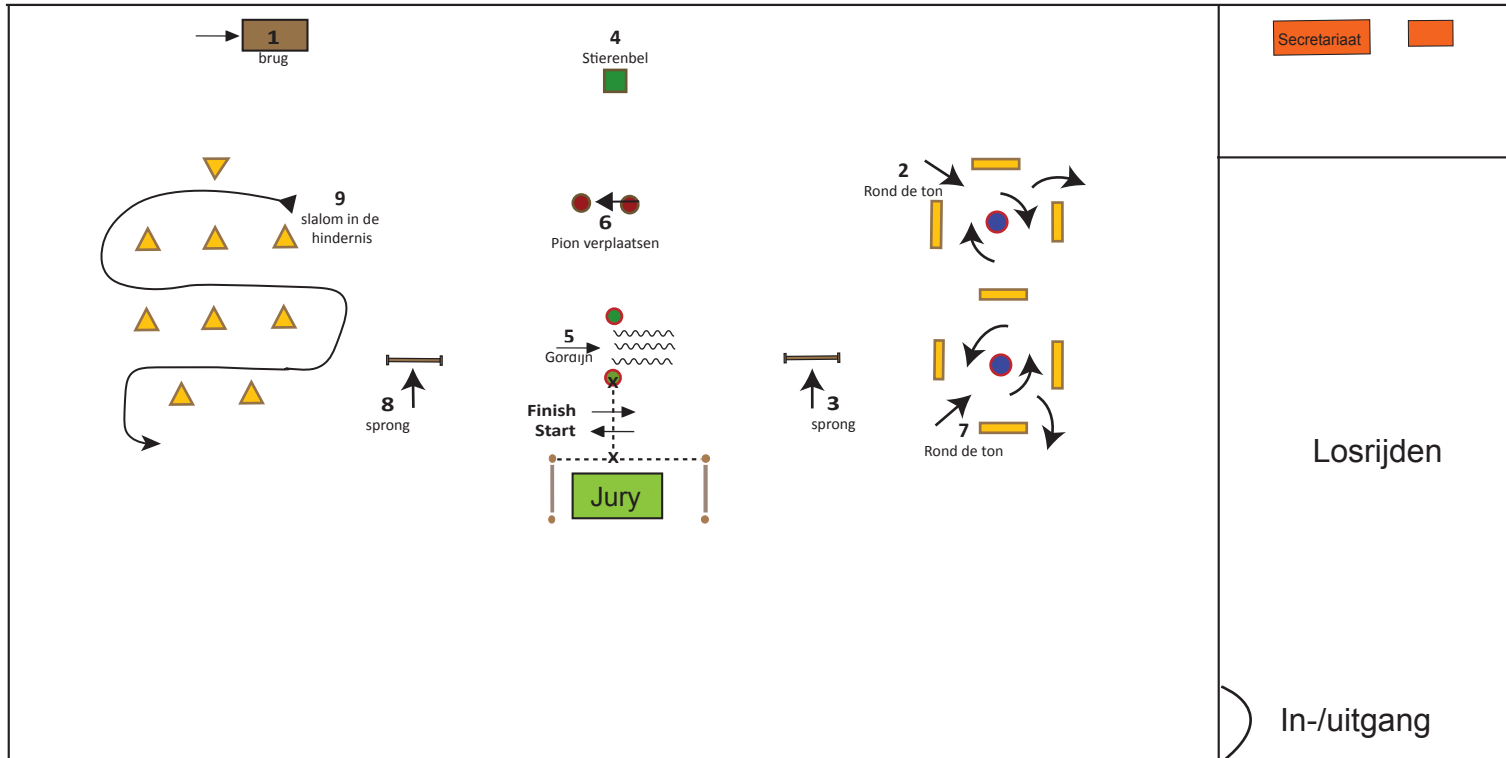 1
brug
4
Stierenbel
Secretariaat
2
Rond de ton
9
slalom in de
hindernis
6
Pion verplaatsen
5
Gordijn
8
sprong
3
sprong
7
Rond de ton
x
Finish
Start
x
Jury
Losrijden
In-/uitgang